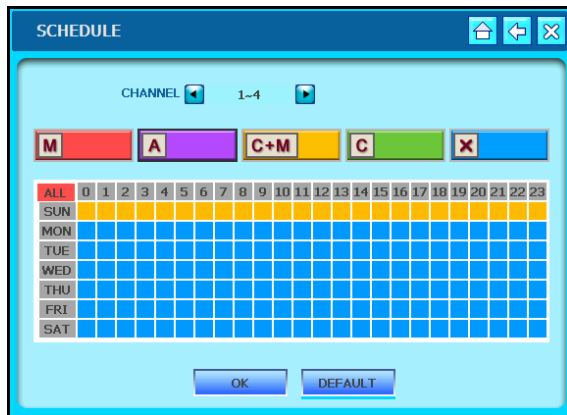 SCHEDULE
CHANNEL 1~4
M A C+M C X
ALL 0 1 2 3 4 5 6 7 8 9 10 11 12 13 14 15 16 17 18 19 20 21 22 23
SUN
MON
TUE
WED
THU
FRI
SAT
OK DEFAULT